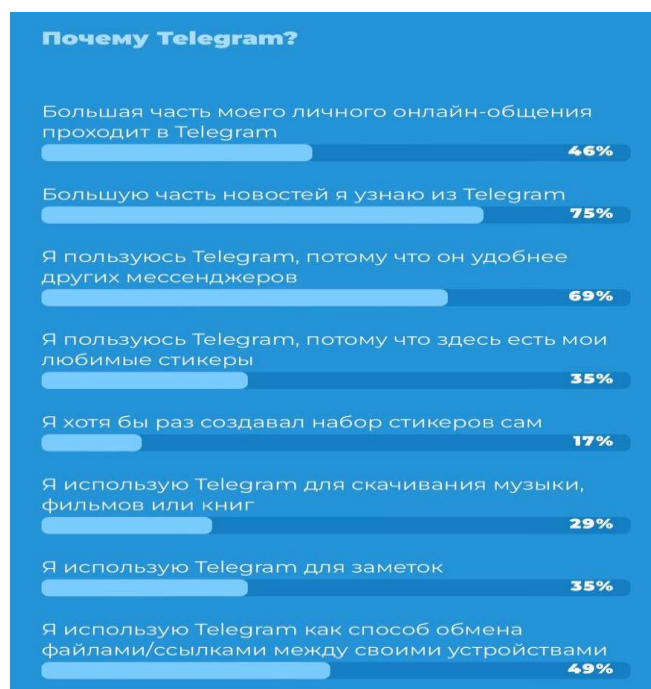 Почему Telegram?
Большая часть моего личного онлайн-общения
проходит в Telegram
46%
Большую часть новостей я узнаю из Telegram
75%
Я пользуюсь Telegram, потому что он удобнее
других мессенджеров
69%
Я пользуюсь Telegram, потому что здесь есть мои
любимые стикеры
35%
Я хотя бы раз создавал набор стикеров сам
17%
Я использую Telegram для скачивания музыки,
фильмов или книг
29%
Я использую Telegram для заметок
35%
Я использую Telegram как способ обмена
файлами/ссылками между своими устройствами
49%